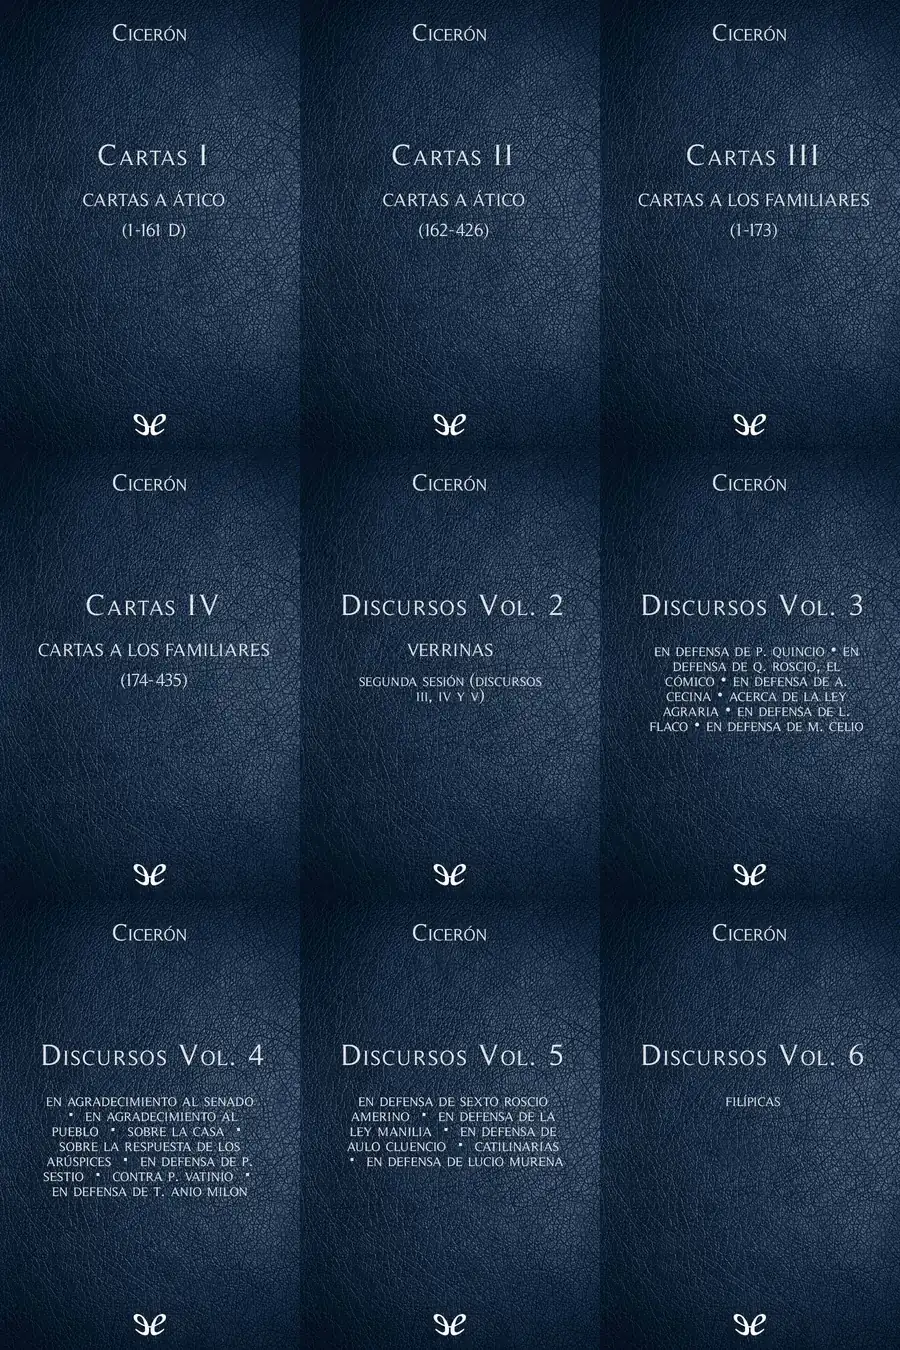 Cicerón
Cartas I
CARTAS A ÁTICO
(1-161 D)
Cicerón
Cartas II
CARTAS A ÁTICO
(162-426)
Cicerón
Cartas III
CARTAS A LOS FAMILIARES
(1-173)
Cicerón
Cartas IV
CARTAS A LOS FAMILIARES
(174-435)
Cicerón
Discursos Vol. 2
VERRINAS
SEGUNDA SESIÓN (DISCURSOS
III, IV Y V)
Cicerón
Discursos Vol. 3
EN DEFENSA DE P. QUINCIO • EN
DEFENSA DE Q. ROSCIO, EL
CÓMICO • EN DEFENSA DE A.
CECINA • ACERCA DE LA LEY
AGRARIA • EN DEFENSA DE L.
FLACO • EN DEFENSA DE M. CELIO
Cicerón
Discursos Vol. 4
EN AGRADECIMIENTO AL SENADO
• EN AGRADECIMIENTO AL
PUEBLO • SOBRE LA CASA •
SOBRE LA RESPUESTA DE LOS
ARÚSPICES • EN DEFENSA DE P.
SESTIO • CONTRA P. VATINIO •
EN DEFENSA DE T. ANIO MILON
Cicerón
Discursos Vol. 5
EN DEFENSA DE SEXTO ROSCIO
AMERINO • EN DEFENSA DE LA
LEY MANILIA • EN DEFENSA DE
AULO CLUENCIO • CATILINARIAS
• EN DEFENSA DE LUCIO MURENA
Cicerón
Discursos Vol. 6
FILÍPICAS